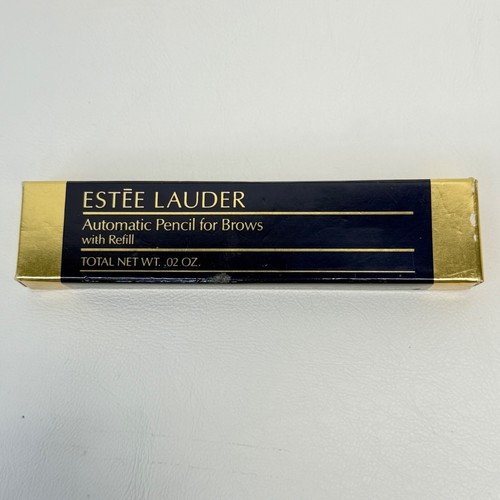 ESTĒE LAUDER
Automatic Pencil for Brows
with Refill
TOTAL NET WT. .02 OZ.